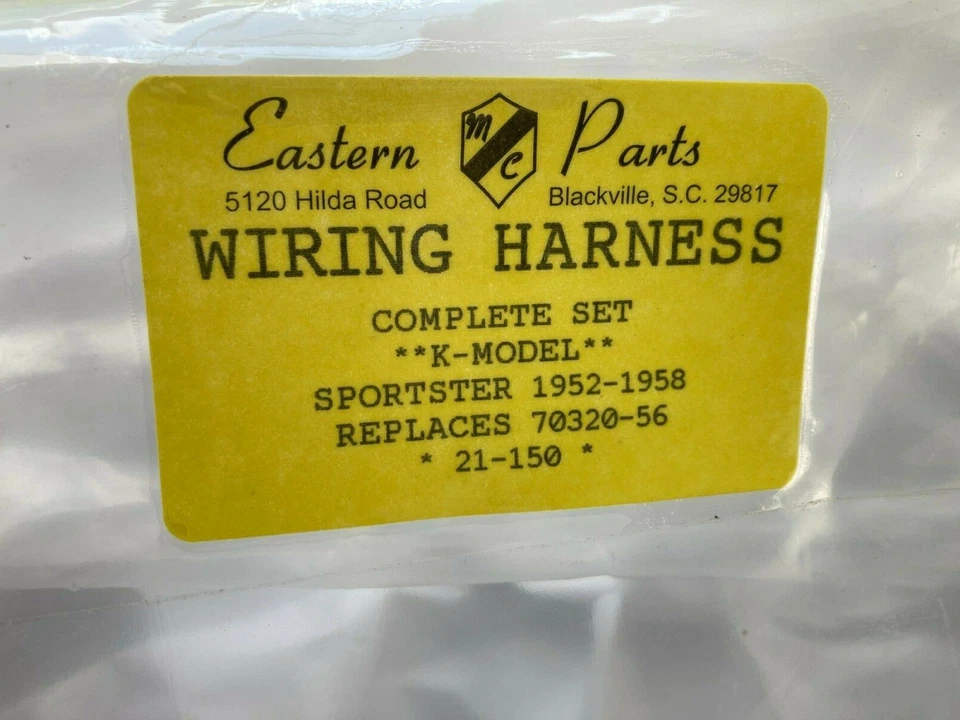 Eastern MC Parts
5120 Hilda Road Blackville, S.C. 29817
WIRING HARNESS
COMPLETE SET
**K-MODEL**
SPORTSTER 1952-1958
REPLACES 70320-56
* 21-150 *